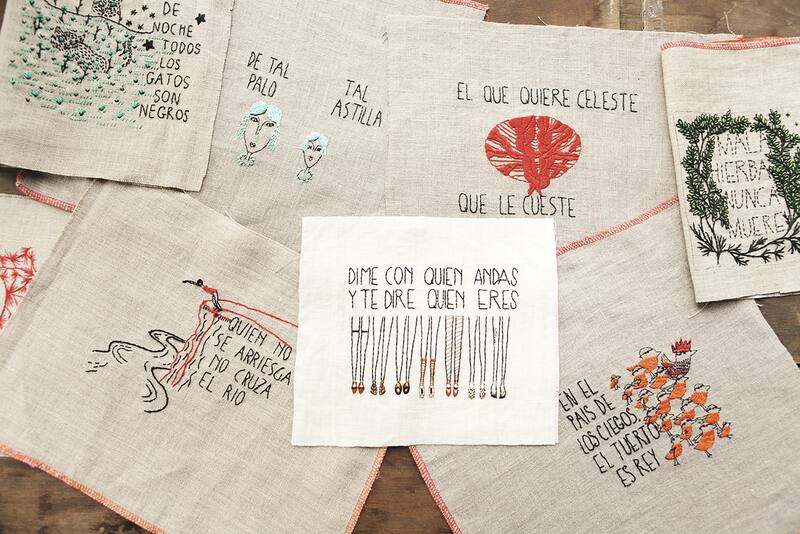 DE
NOCHE
TODOS
LOS
GATOS
SON
NEGROS
DE TAL
PALO
TAL
ASTILLA
EL QUE QUIERE CELESTE
QUE LE CUESTE
MALA
HIERBA
NUNCA
MUERE
DIME CON QUIEN ANDAS
Y TE DIRE QUIEN ERES
QUIEN NO
SE ARRIESGA
NO CRUZA
EL RIO
EN EL
PAIS DE
LOS CIEGOS
EL TUERTO
ES REY